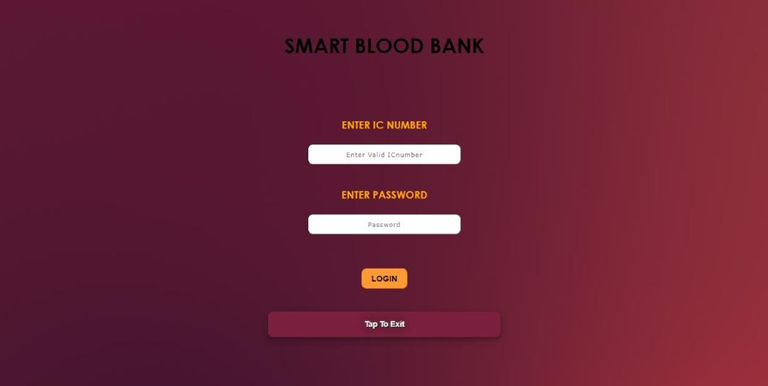 SMART BLOOD BANK
ENTER IC NUMBER
Enter Valid ICnumber
ENTER PASSWORD
Password
LOGIN
Tap To Exit